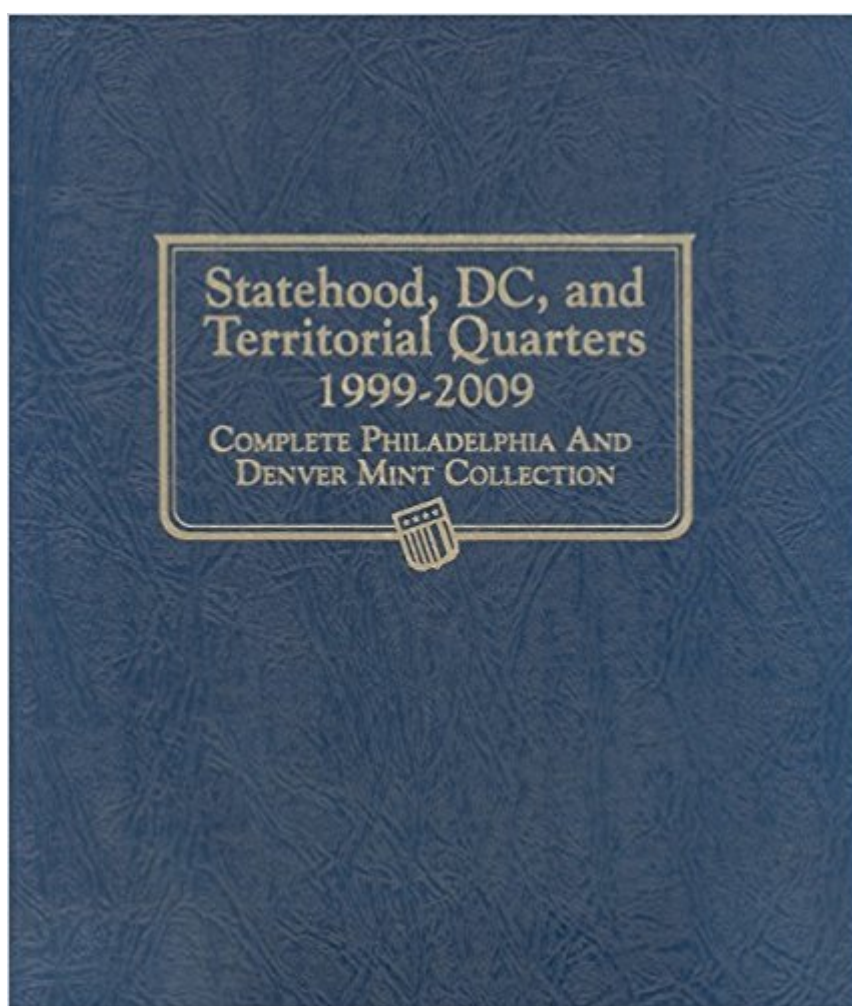 Statehood, DC, and
Territorial Quarters
1999-2009
COMPLETE PHILADELPHIA AND
DENVER MINT COLLECTION